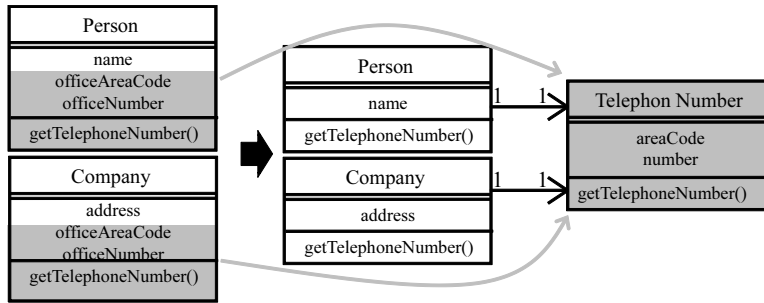 Person
name
officeAreaCode
officeNumber
getTelephoneNumber()
Company
address
officeAreaCode
officeNumber
getTelephoneNumber()
Person
name
getTelephoneNumber()
Company
address
getTelephoneNumber()
1 1
1 1
Telephon Number
areaCode
number
getTelephoneNumber()